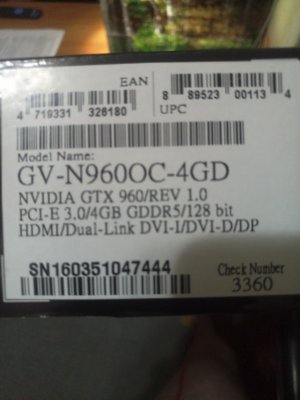 EAN
4 719331 326180
8 89523 00113 4
UPC
Model Name:
GV-N960OC-4GD
NVIDIA GTX 960/REV 1.0
PCI-E 3.0/4GB GDDR5/128 bit
HDMI/Dual-Link DVI-I/DVI-D/DP
SN160351047444
Check Number
3360